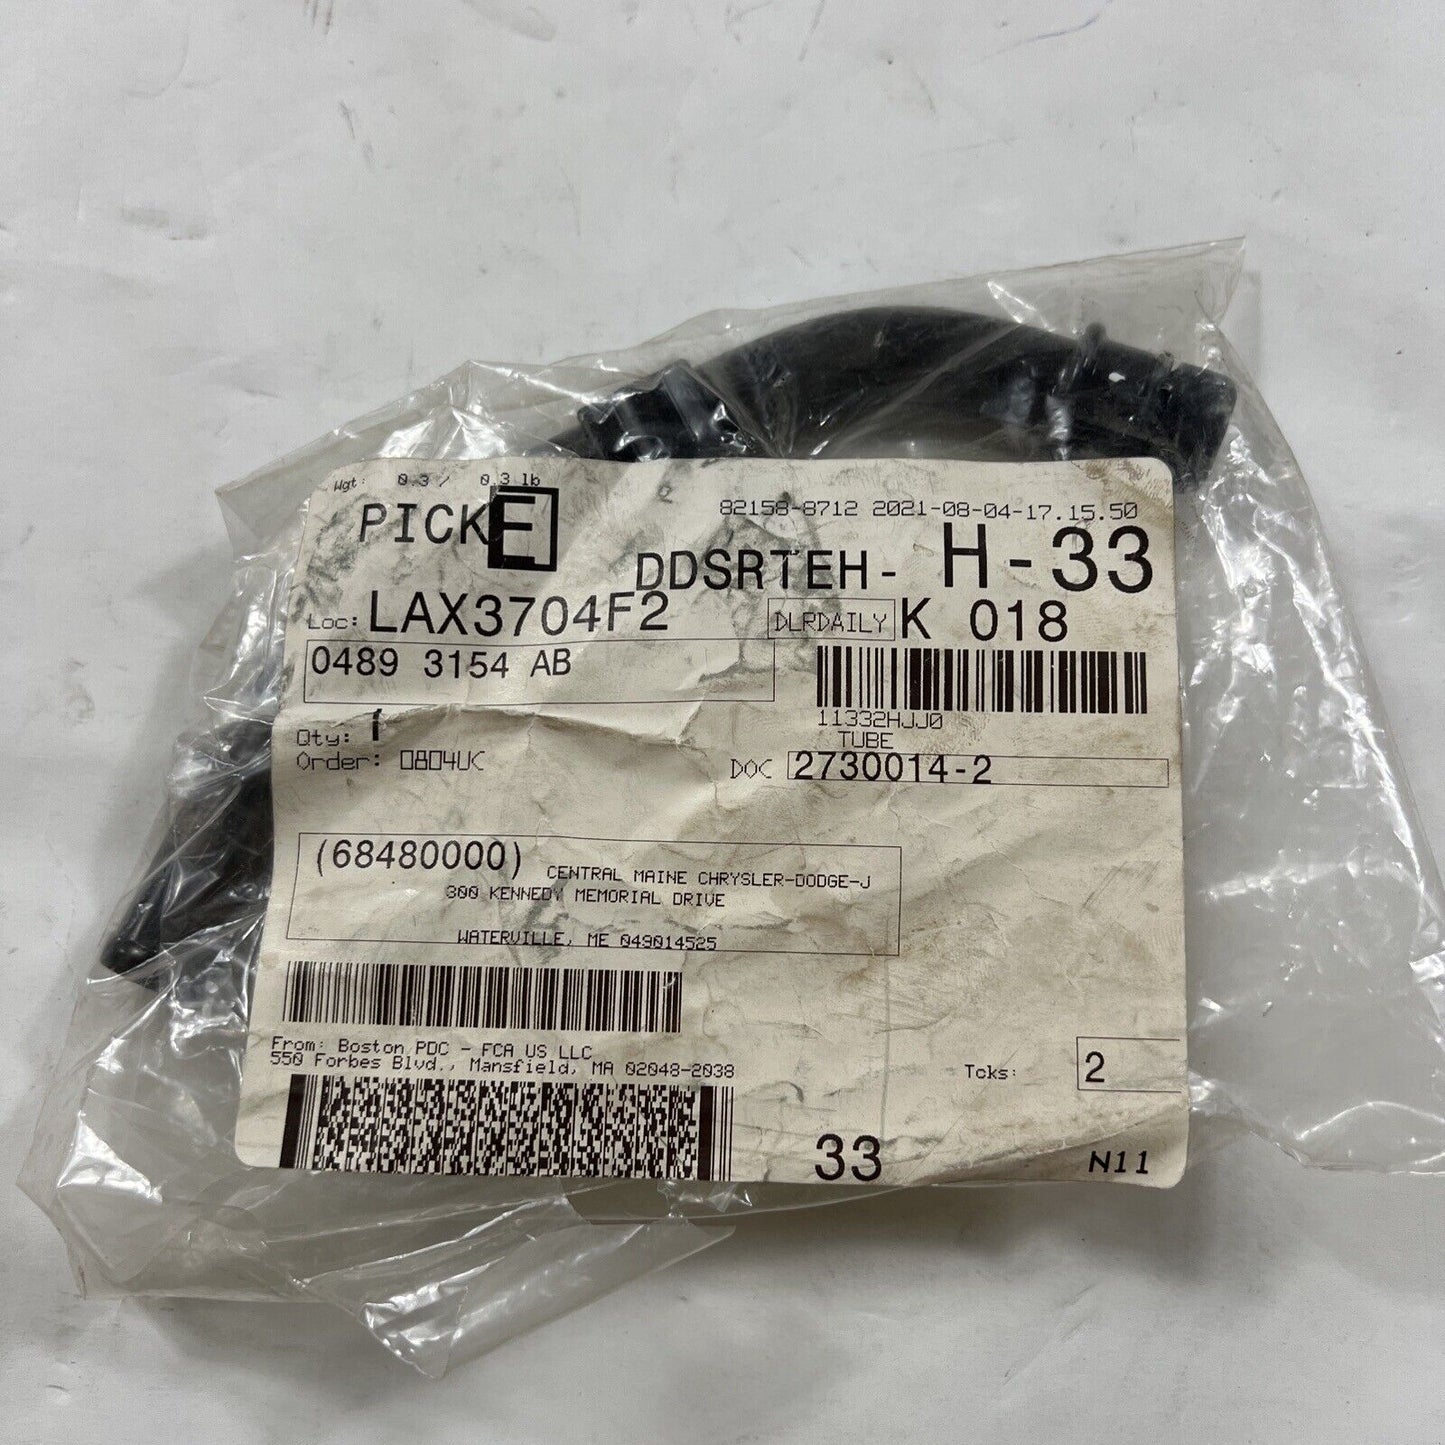 Wgt: 0.3 / 0.3 lb
PICK E
82158-8712 2021-08-04-17.15.50
DDSRTEH- H-33
Loc: LAX3704F2
DLRDAILY K 018
0489 3154 AB
11332HJJ0
TUBE
Qty: 1
Order: 0804UC
DOC 2730014-2
(68480000) CENTRAL MAINE CHRYSLER-DODGE-J
300 KENNEDY MEMORIAL DRIVE
WATERVILLE, ME 049014525
From: Boston PDC - FCA US LLC
550 Forbes Blvd., Mansfield, MA 02048-2038
Tcks: 2
33
N11